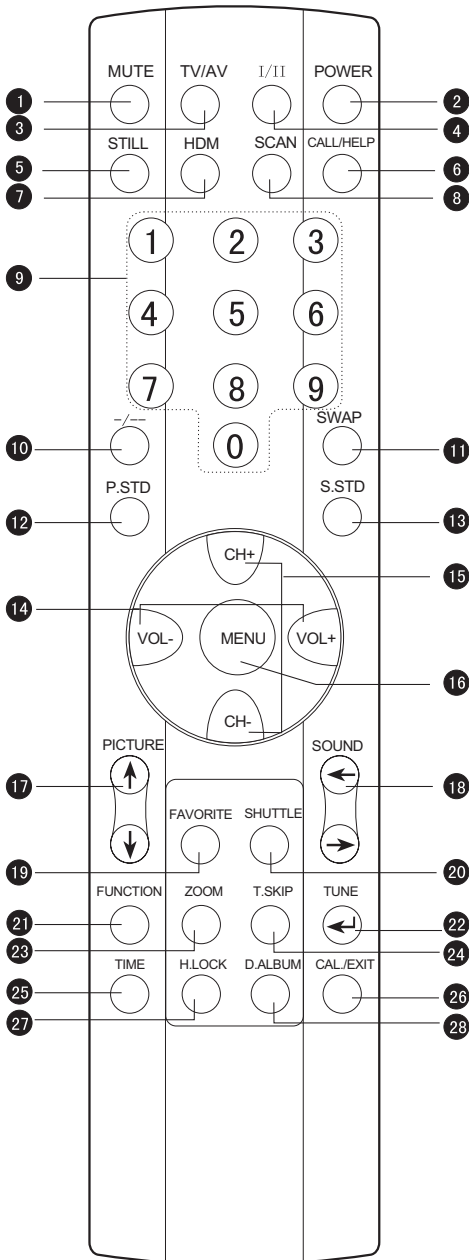 MUTE TV/AV I/II POWER
1 2
3 4
STILL HDM SCAN CALL/HELP
5 6
7 8
1 2 3
9
4 5 6
7 8 9
-/-- 0 SWAP
10 11
P.STD S.STD
12 13
CH+
15
14
VOL- MENU VOL+
16
CH-
PICTURE SOUND
17 18
FAVORITE SHUTTLE
19 20
FUNCTION ZOOM T.SKIP TUNE
21 22
23 24
TIME H.LOCK D.ALBUM CAL./EXIT
25 26
27 28